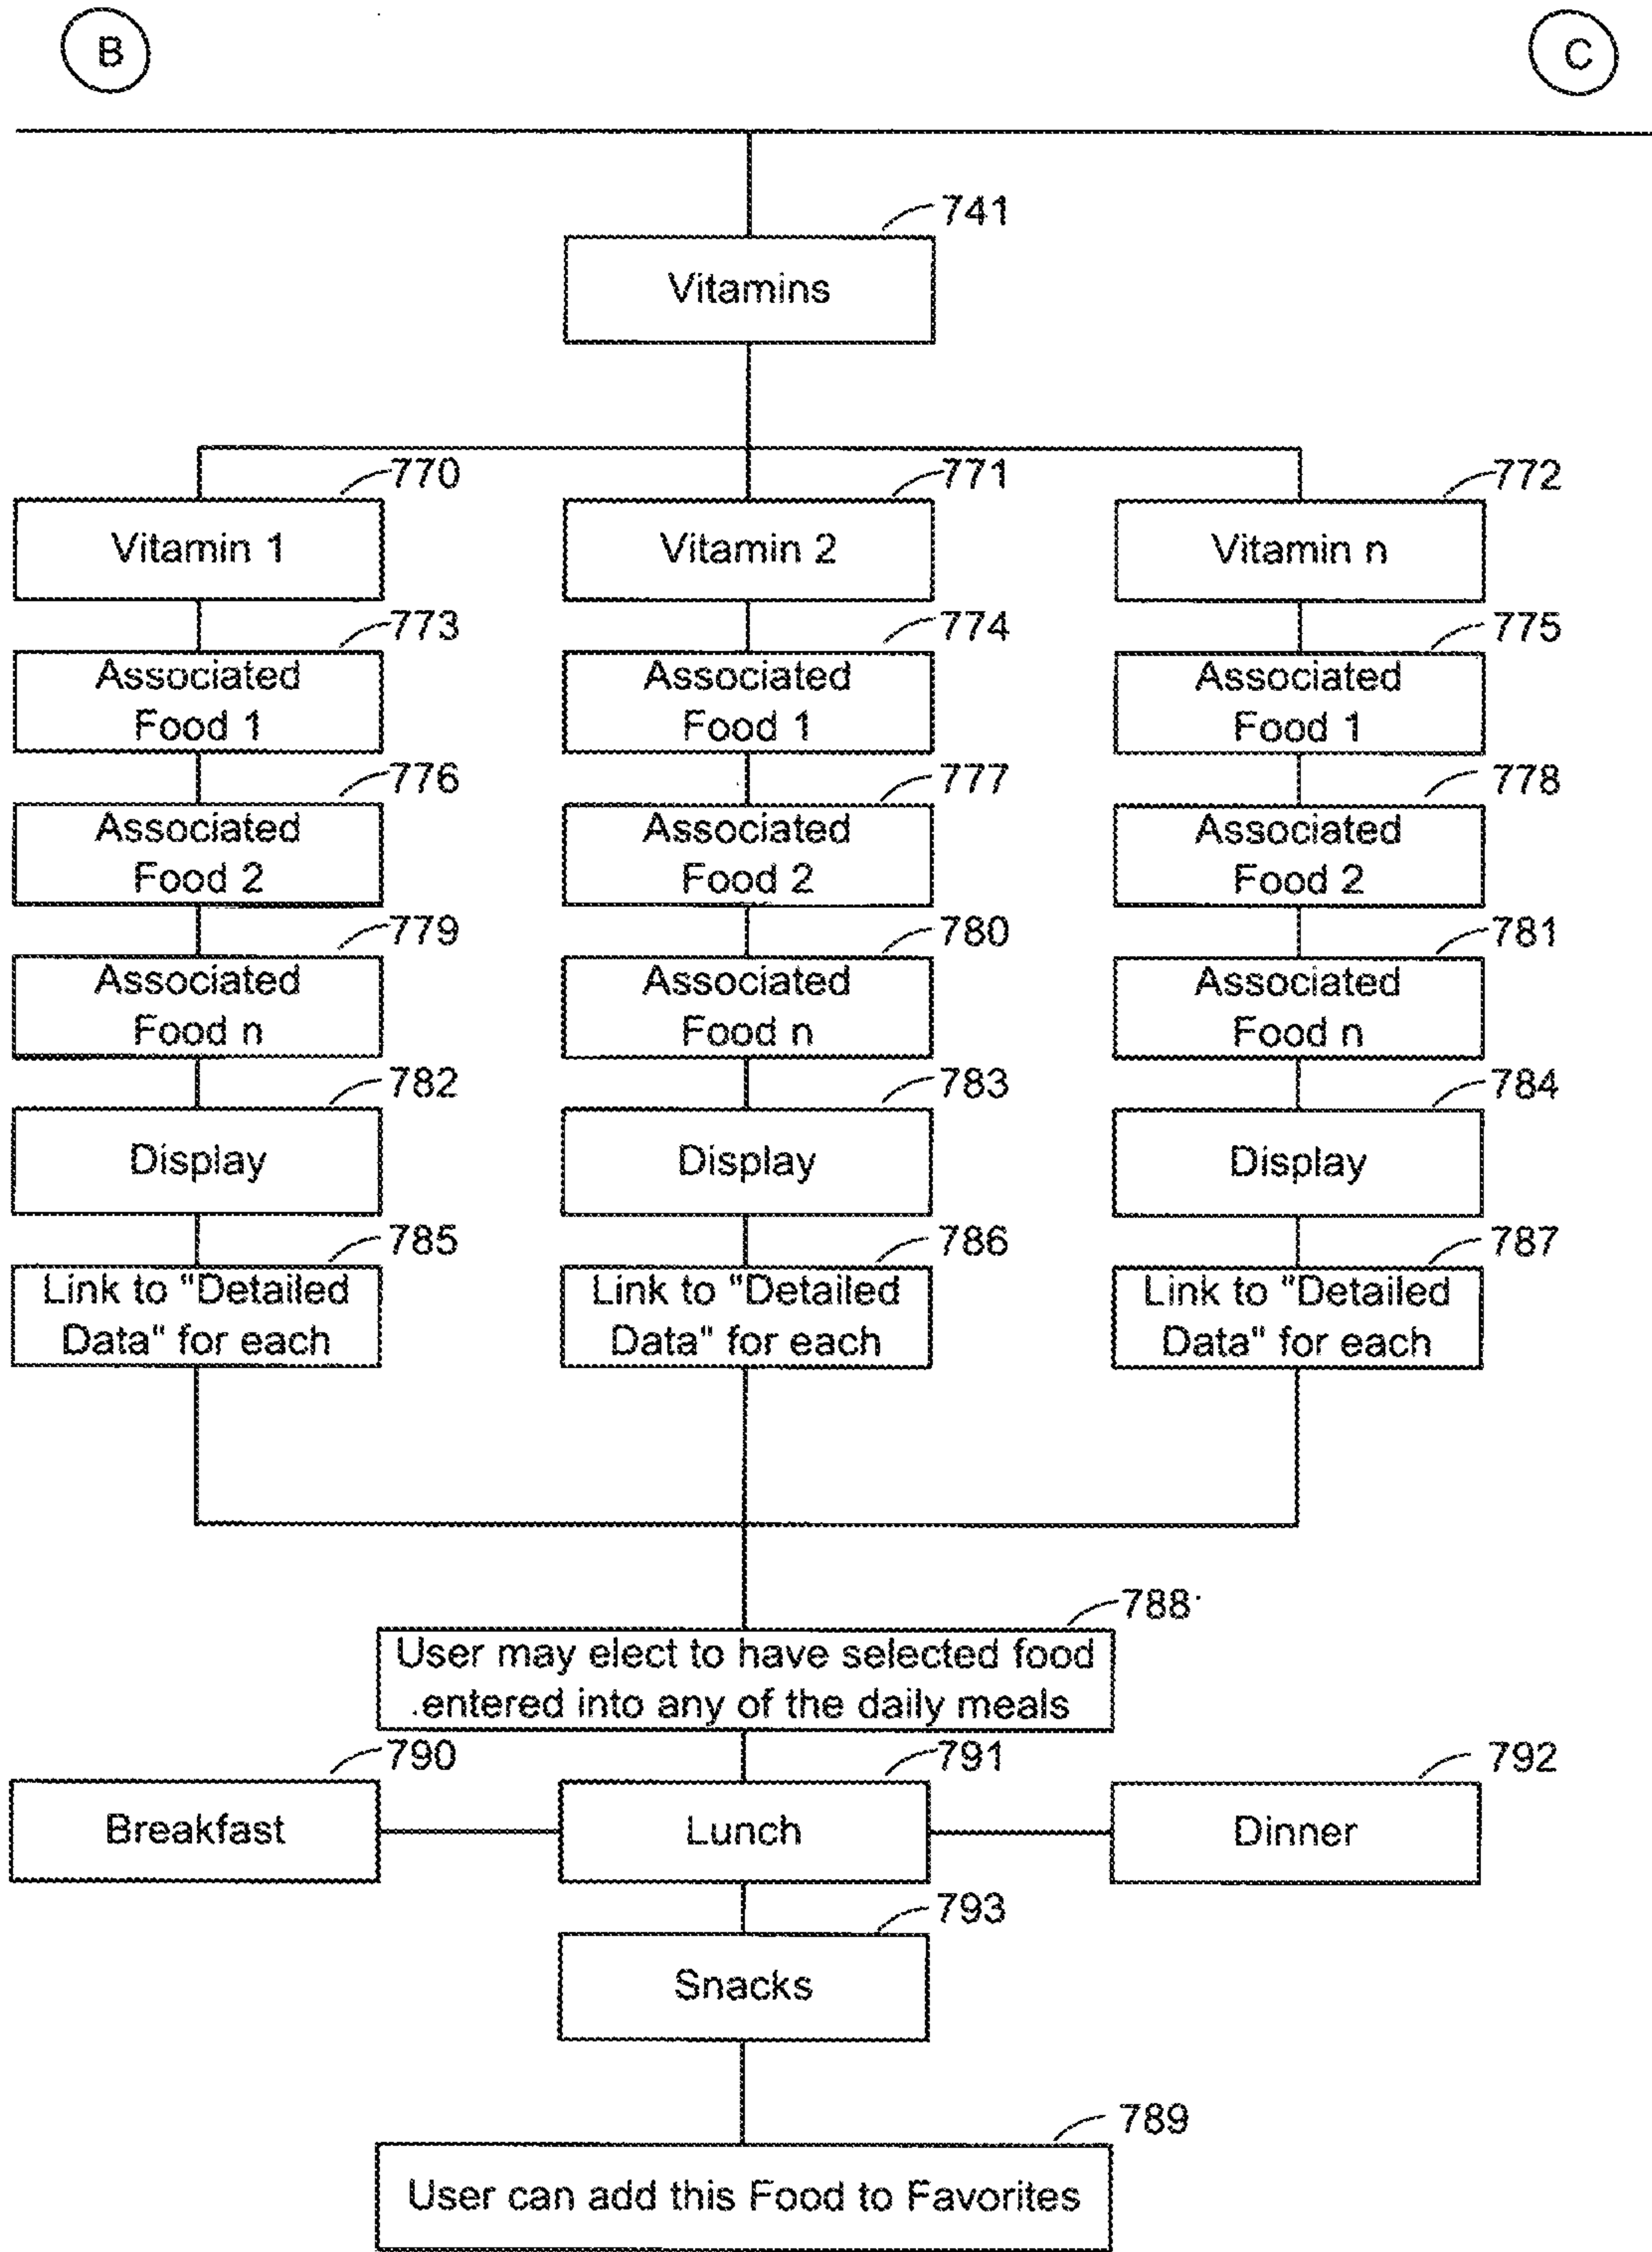 B
C
741
Vitamins
770
771
772
Vitamin 1
Vitamin 2
Vitamin n
773
774
775
Associated
Food 1
Associated
Food 1
Associated
Food 1
776
777
778
Associated
Food 2
Associated
Food 2
Associated
Food 2
779
780
781
Associated
Food n
Associated
Food n
Associated
Food n
782
783
784
Display
Display
Display
785
786
787
Link to "Detailed
Data" for each
Link to "Detailed
Data" for each
Link to "Detailed
Data" for each
788
User may elect to have selected food
entered into any of the daily meals
790
791
792
Breakfast
Lunch
Dinner
793
Snacks
789
User can add this Food to Favorites